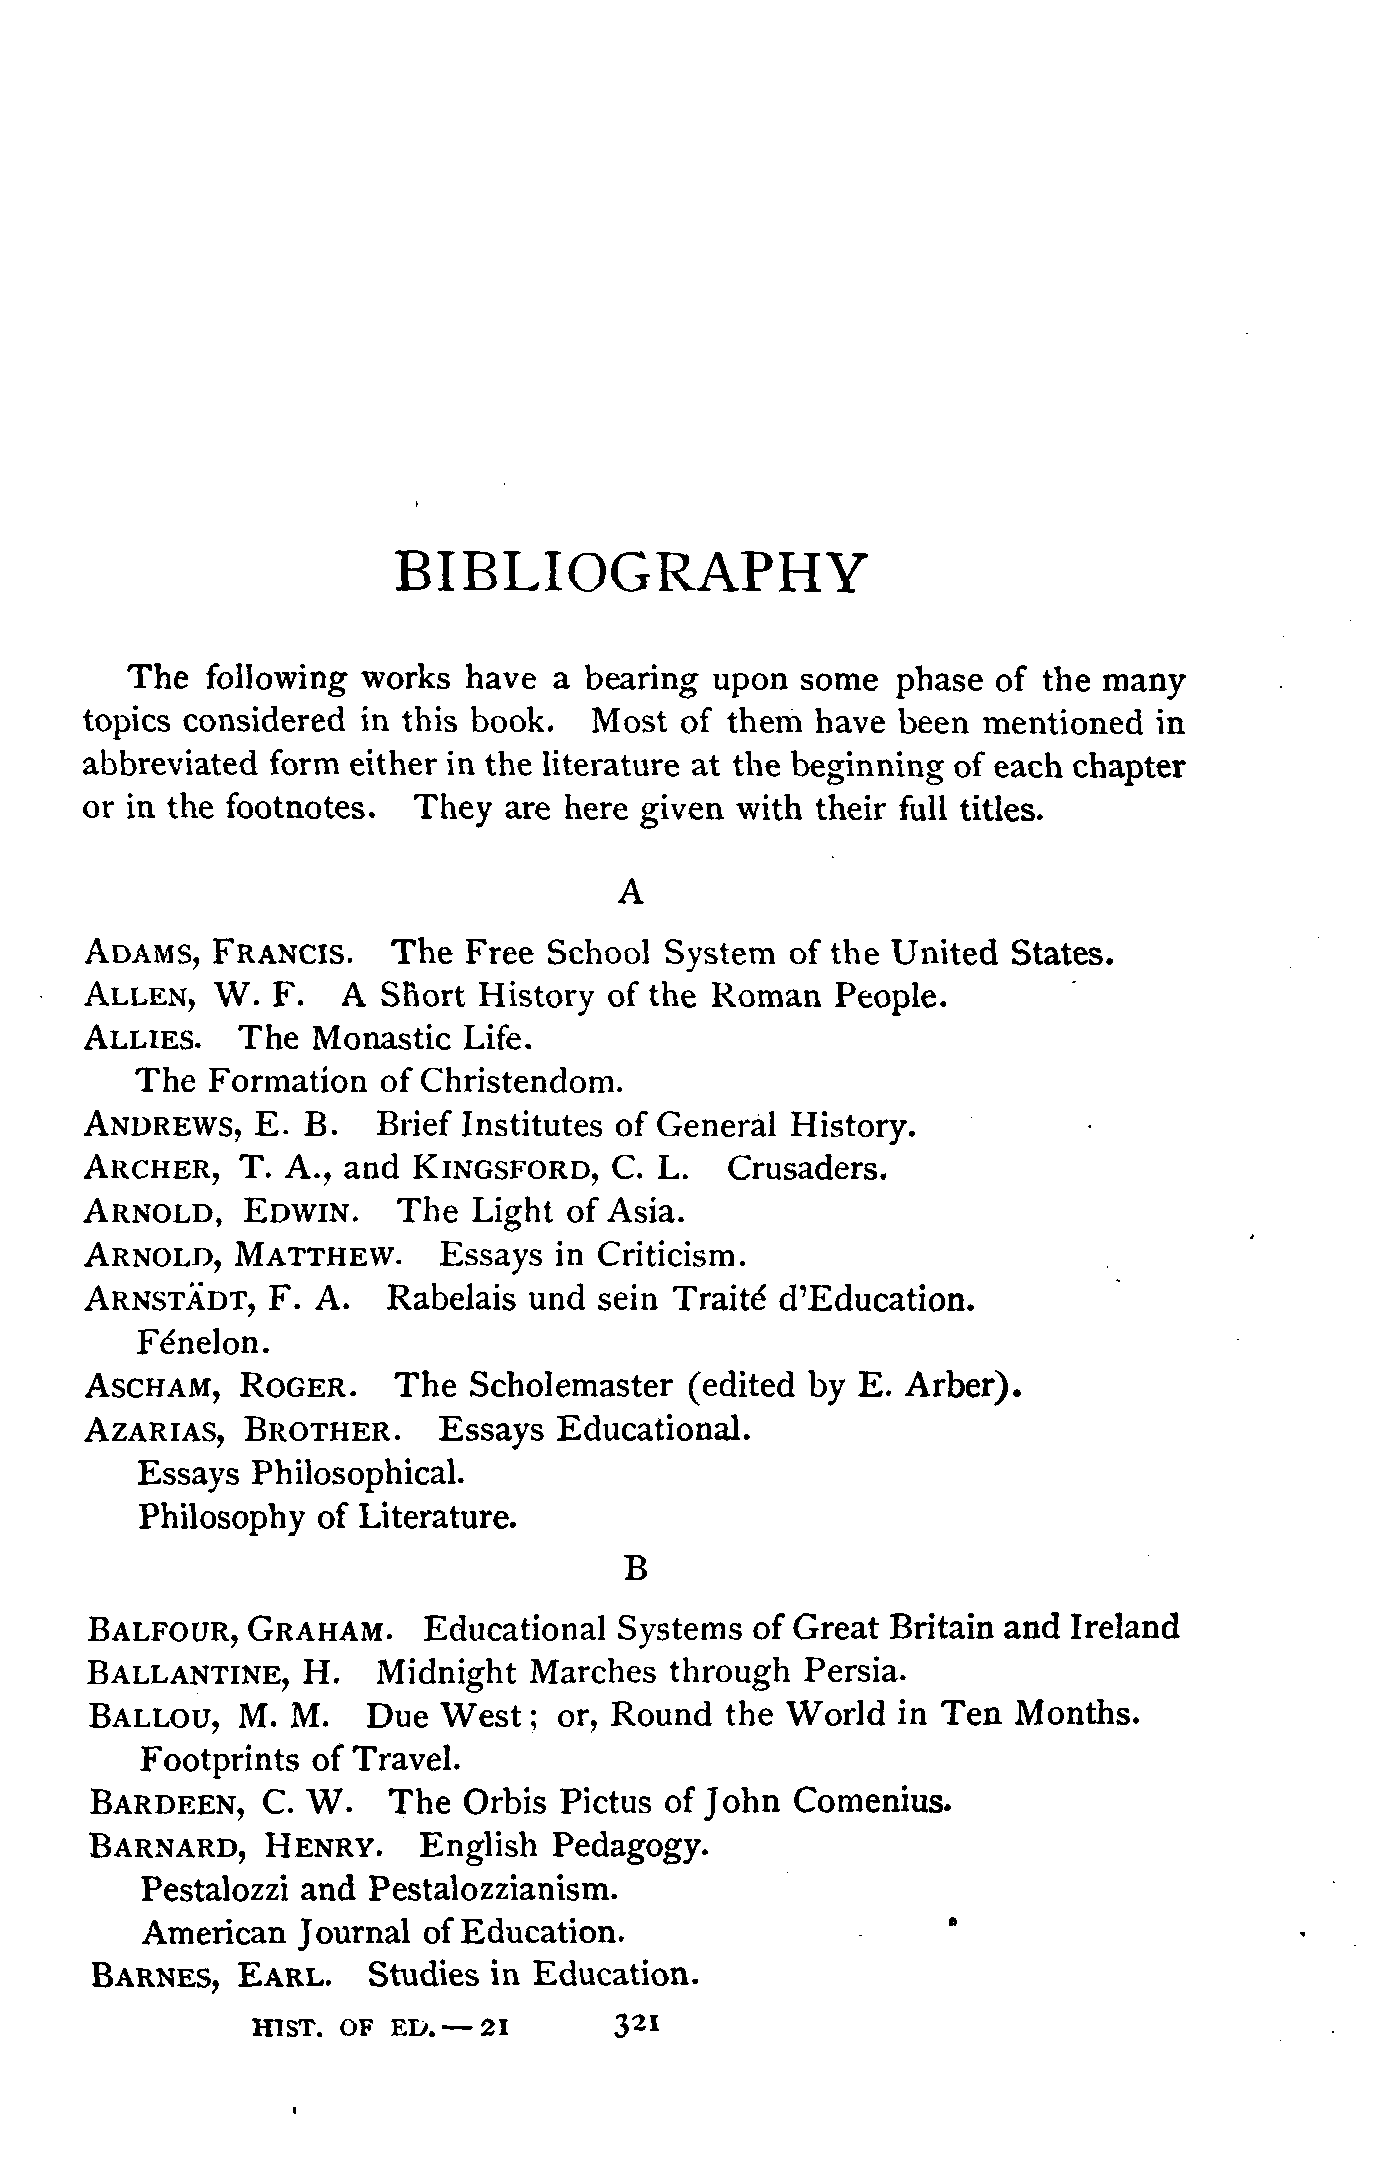 BIBLIOGRAPHY
The following works have a bearing upon some phase of the many
topics considered in this book. Most of them have been mentioned in
abbreviated form either in the literature at the beginning of each chapter
or in the footnotes. They are here given with their full titles.
A
ADAMS, FRANCIS. The Free School System of the United States.
ALLEN, W. F. A Short History of the Roman People.
ALLIES. The Monastic Life.
The Formation of Christendom.
ANDREWS, E. B. Brief Institutes of General History.
ARCHER, T. A., and KINGSFORD, C. L. Crusaders.
ARNOLD, EDWIN. The Light of Asia.
ARNOLD, MATTHEW. Essays in Criticism.
ARNSTÄDT, F. A. Rabelais und sein Traité d'Education.
Fénelon.
ASCHAM, ROGER. The Scholemaster (edited by E. Arber).
AZARIAS, BROTHER. Essays Educational.
Essays Philosophical.
Philosophy of Literature.
B
BALFOUR, GRAHAM. Educational Systems of Great Britain and Ireland
BALLANTINE, H. Midnight Marches through Persia.
BALLOU, M. M. Due West; or, Round the World in Ten Months.
Footprints of Travel.
BARDEEN, C. W. The Orbis Pictus of John Comenius.
BARNARD, HENRY. English Pedagogy.
Pestalozzi and Pestalozzianism.
American Journal of Education.
BARNES, EARL. Studies in Education.
HIST. OF ED.—21 321